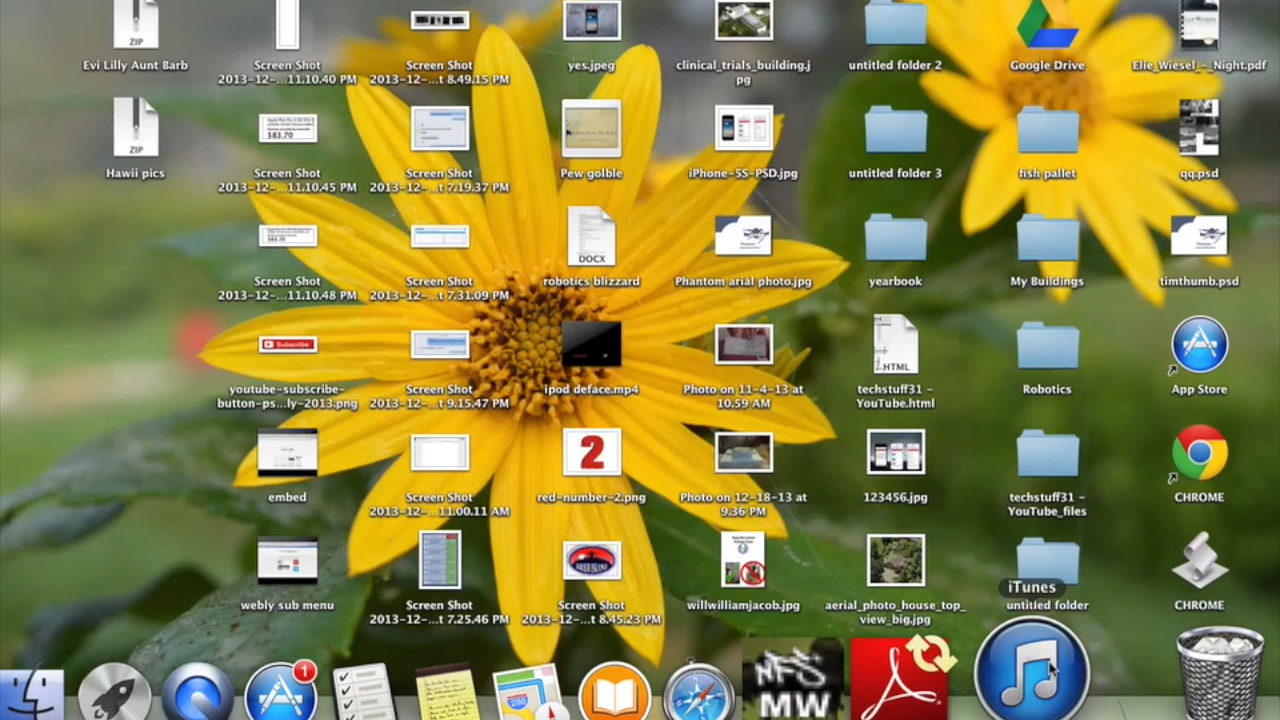 ZIP
Evi Lilly Aunt Barb
Screen Shot
2013-12-...11.10.40 PM
Screen Shot
2013-12-...t 8.49.15 PM
yes.jpeg
clinical_trials_building.j
pg
untitled folder 2
Google Drive
Elie_Wiesel_-_Night.pdf
ZIP
Hawii pics
$83.70
Screen Shot
2013-12-...11.10.45 PM
Screen Shot
2013-12-...t 7.19.37 PM
Pew golble
iPhone-5S-PSD.jpg
untitled folder 3
fish pallet
qq.psd
$83.70
Screen Shot
2013-12-...11.10.48 PM
Screen Shot
2013-12-...t 7.31.09 PM
DOCX
robotics blizzard
Phantom arial photo.jpg
yearbook
My Buildings
timthumb.psd
Subscribe
youtube-subscribe-
button-ps...ly-2013.png
Screen Shot
2013-12-...t 9.15.47 PM
ipod deface.mp4
Photo on 11-4-13 at
10.59 AM
HTML
techstuff31 -
YouTube.html
Robotics
App Store
embed
Screen Shot
2013-12-...11.00.11 AM
2
red-number-2.png
Photo on 12-18-13 at
9.36 PM
123456.jpg
techstuff31 -
YouTube_files
CHROME
webly sub menu
Screen Shot
2013-12-...t 7.25.46 PM
Screen Shot
2013-12-...t 8.45.23 PM
willwilliamjacob.jpg
aerial_photo_house_top_
view_big.jpg
iTunes
untitled folder
CHROME
1
280
NFS
MW